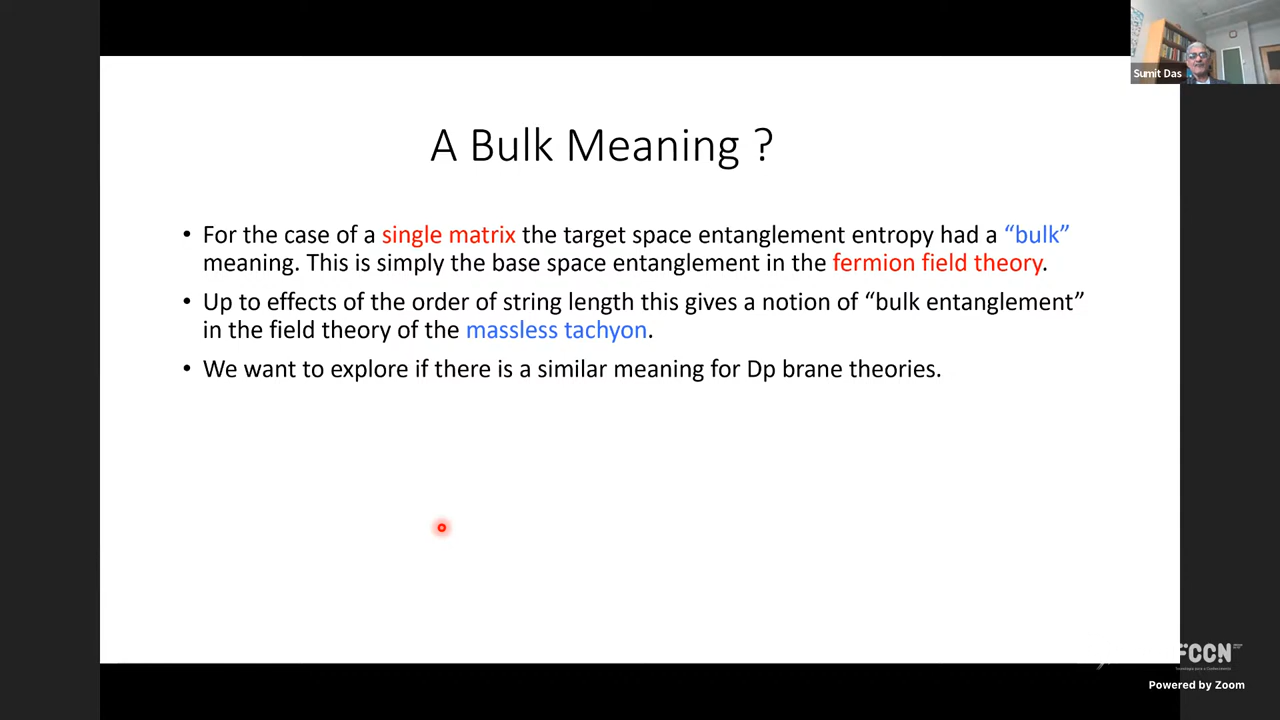 Sumit Das
A Bulk Meaning ?
• For the case of a single matrix the target space entanglement entropy had a “bulk”
meaning. This is simply the base space entanglement in the fermion field theory.
• Up to effects of the order of string length this gives a notion of “bulk entanglement”
in the field theory of the massless tachyon.
• We want to explore if there is a similar meaning for Dp brane theories.
FCCN
Powered by Zoom